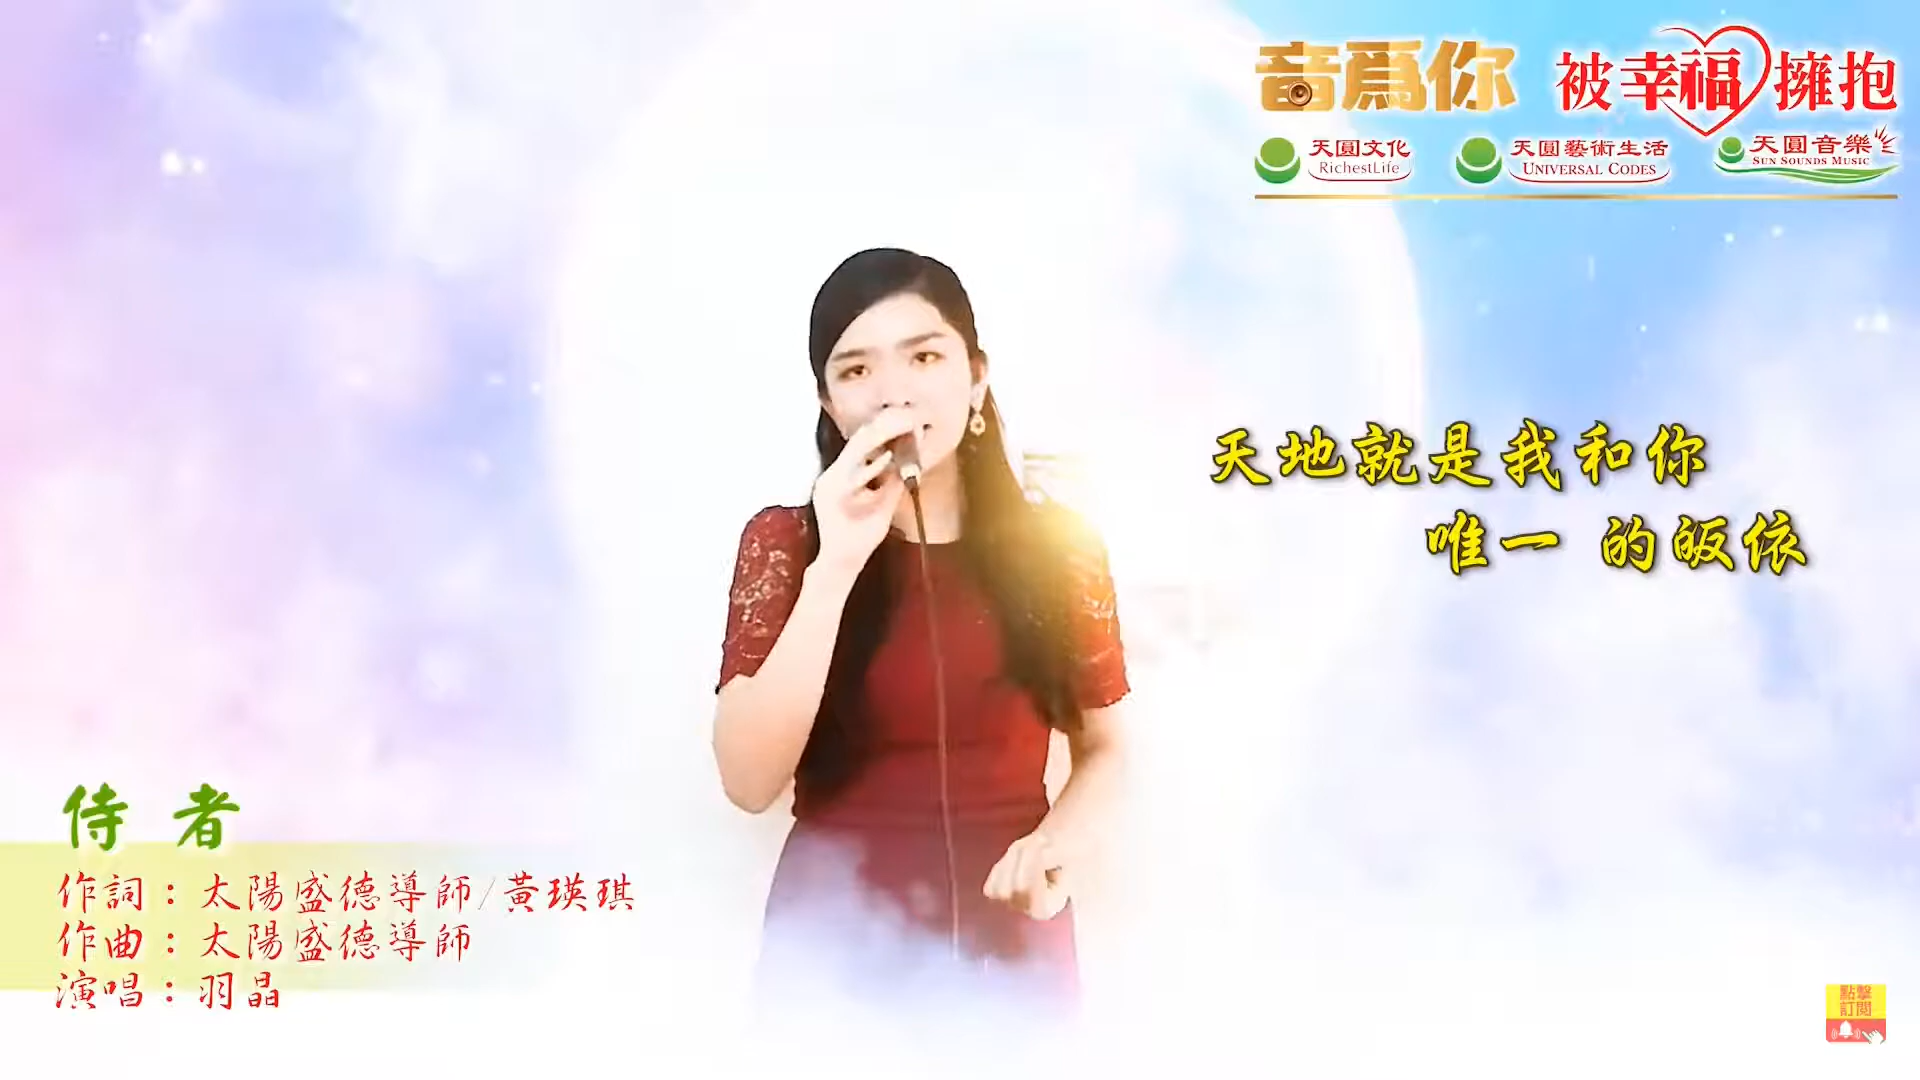 音為你 被幸福擁抱
天圓文化 天圓藝術生活 天圓音樂
RichestLife UNIVERSAL CODES SUN SOUNDS MUSIC
天地就是我和你
唯一 的皈依
侍 者
作詞：太陽盛德導師/黃瑛琪
作曲：太陽盛德導師
演唱：羽晶
點擊
訂閱